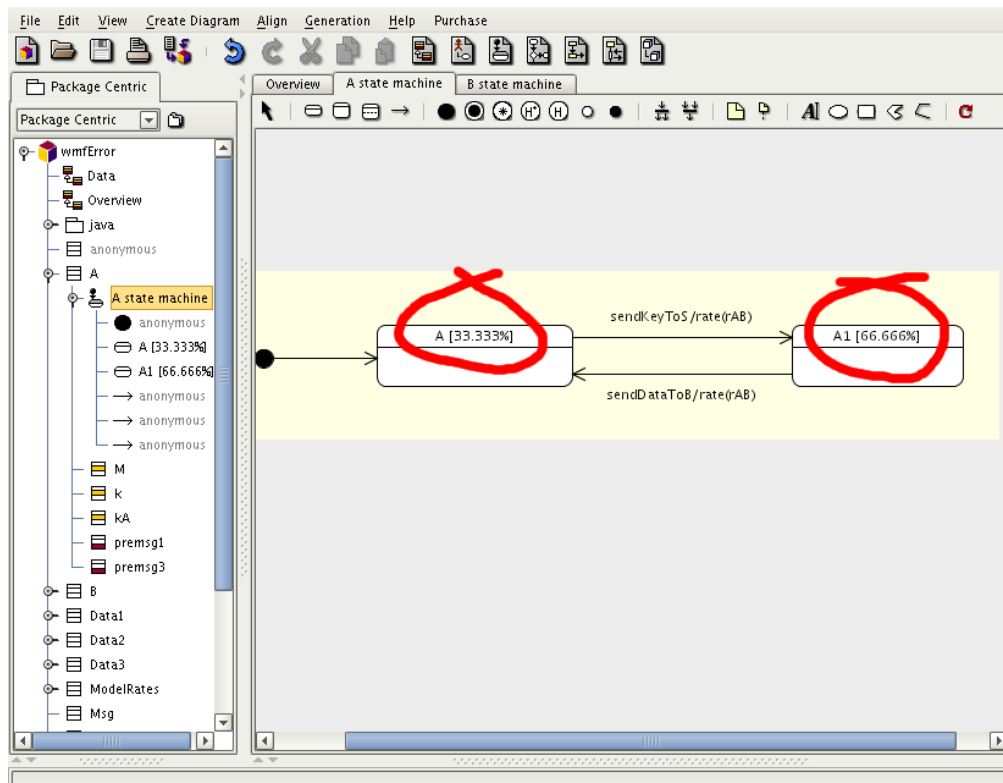 File Edit View Create Diagram Align Generation Help Purchase
Package Centric
Overview A state machine B state machine
Package Centric
wmfError
Data
Overview
java
anonymous
A
A state machine
anonymous
A [33.333%]
A1 [66.666%]
anonymous
anonymous
anonymous
M
k
kA
premsg1
premsg3
B
Data1
Data2
Data3
ModelRates
Msg
A [33.333%]
sendKeyToS/rate(rAB)
A1 [66.666%]
sendDataToB/rate(rAB)